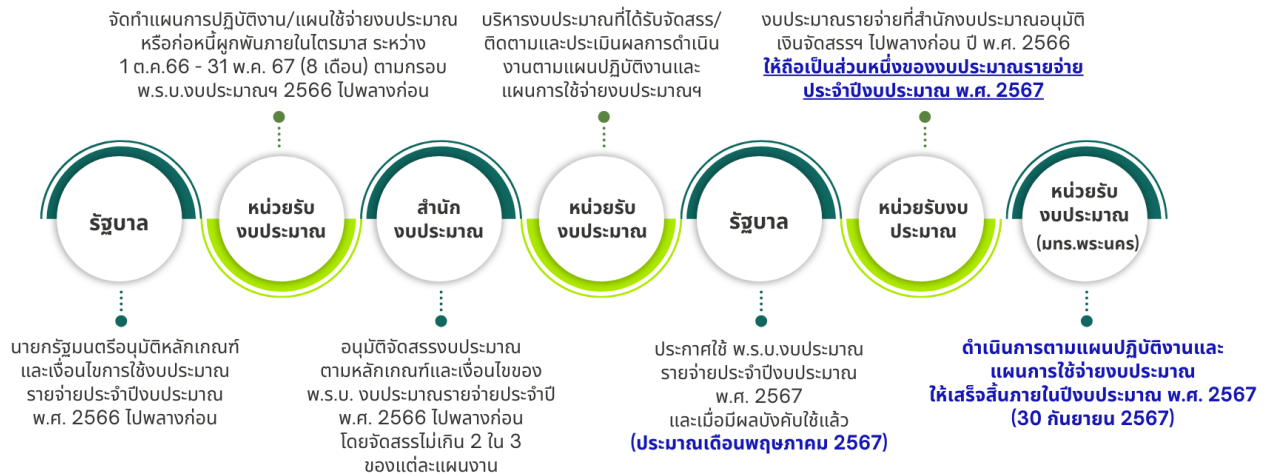 จัดทำแผนการปฏิบัติงาน/แผนใช้จ่ายงบประมาณ
หรือก่อหนี้ผูกพันภายในไตรมาส ระหว่าง
1 ต.ค.66 - 31 พ.ค. 67 (8 เดือน) ตามกรอบ
พ.ร.บ.งบประมาณฯ 2566 ไปพลางก่อน
บริหารงบประมาณที่ได้รับจัดสรร/
ติดตามและประเมินผลการดำเนิน
งานตามแผนปฏิบัติงานและ
แผนการใช้จ่ายงบประมาณฯ
งบประมาณรายจ่ายที่สำนักงบประมาณอนุมัติ
เงินจัดสรรฯ ไปพลางก่อน ปี พ.ศ. 2566
ให้ถือเป็นส่วนหนึ่งของงบประมาณรายจ่าย
ประจำปีงบประมาณ พ.ศ. 2567
รัฐบาล
หน่วยรับ
งบประมาณ
สำนัก
งบประมาณ
หน่วยรับ
งบประมาณ
รัฐบาล
หน่วยรับงบ
ประมาณ
หน่วยรับ
งบประมาณ
(มทร.พระนคร)
นายกรัฐมนตรีอนุมัติหลักเกณฑ์
และเงื่อนไขการใช้งบประมาณ
รายจ่ายประจำปีงบประมาณ
พ.ศ. 2566 ไปพลางก่อน
อนุมัติจัดสรรงบประมาณ
ตามหลักเกณฑ์และเงื่อนไขของ
พ.ร.บ. งบประมาณรายจ่ายประจำปี
พ.ศ. 2566 ไปพลางก่อน
โดยจัดสรรไม่เกิน 2 ใน 3
ของแต่ละแผนงาน
ประกาศใช้ พ.ร.บ.งบประมาณ
รายจ่ายประจำปีงบประมาณ
พ.ศ. 2567
และเมื่อมีผลบังคับใช้แล้ว
(ประมาณเดือนพฤษภาคม 2567)
ดำเนินการตามแผนปฏิบัติงานและ
แผนการใช้จ่ายงบประมาณ
ให้เสร็จสิ้นภายในปีงบประมาณ พ.ศ. 2567
(30 กันยายน 2567)